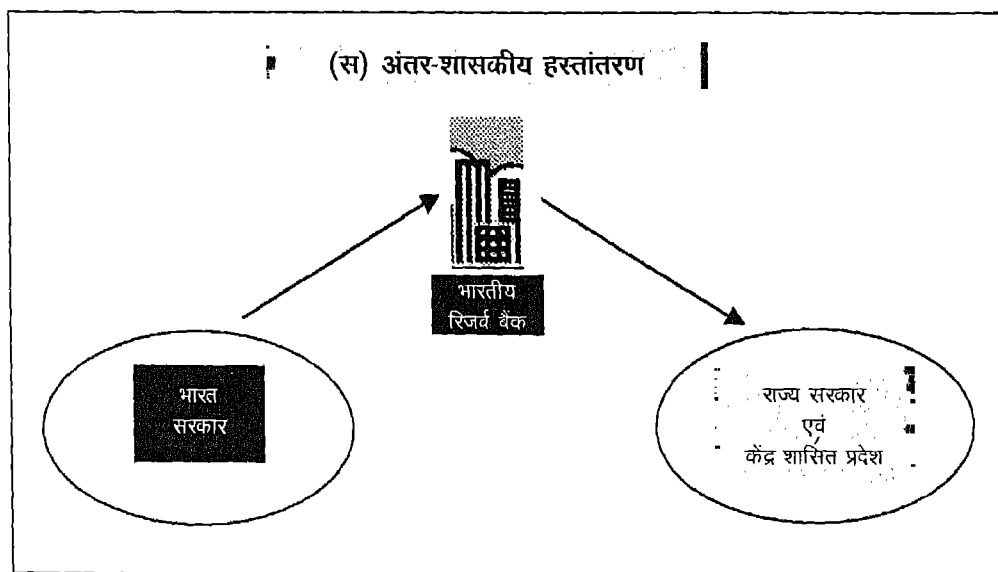 (स) अंतर-शासकीय हस्तांतरण
भारतीय
रिजर्व बैंक
भारत
सरकार
राज्य सरकार
एवं
केंद्र शासित प्रदेश